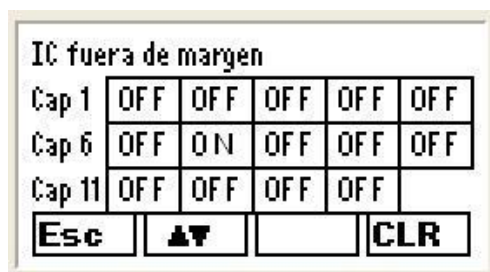 IC fuera de margen
Cap 1 OFF OFF OFF OFF OFF
Cap 6 OFF ON OFF OFF OFF
Cap 11 OFF OFF OFF OFF
Esc ▲▼ CLR